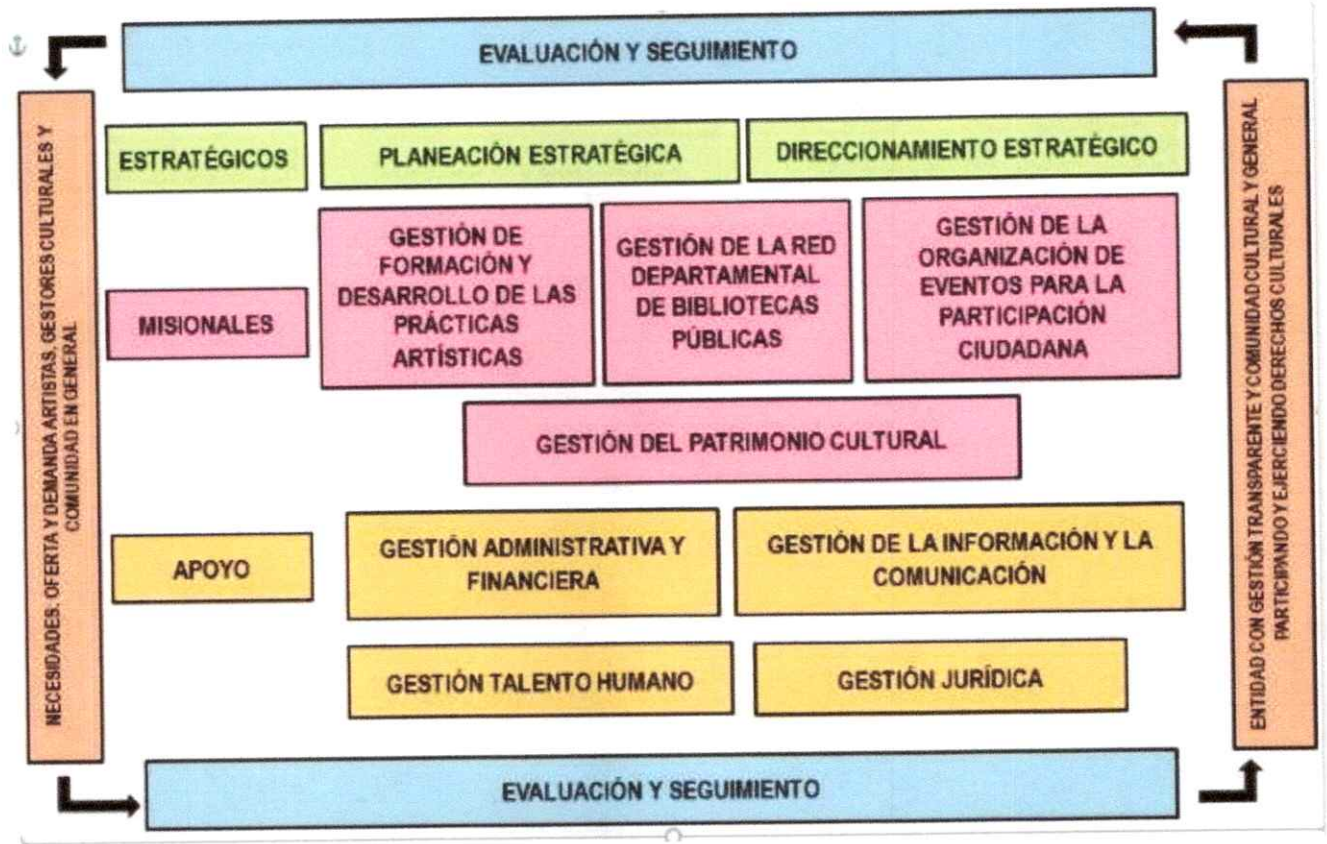 EVALUACIÓN Y SEGUIMIENTO
NECESIDADES, OFERTA Y DEMANDA ARTISTAS, GESTORES CULTURALES Y
COMUNIDAD EN GENERAL
ESTRATÉGICOS
PLANEACIÓN ESTRATÉGICA
DIRECCIONAMIENTO ESTRATÉGICO
MISIONALES
GESTIÓN DE
FORMACIÓN Y
DESARROLLO DE LAS
PRÁCTICAS
ARTÍSTICAS
GESTIÓN DE LA RED
DEPARTAMENTAL
DE BIBLIOTECAS
PÚBLICAS
GESTIÓN DE LA
ORGANIZACIÓN DE
EVENTOS PARA LA
PARTICIPACIÓN
CIUDADANA
GESTIÓN DEL PATRIMONIO CULTURAL
APOYO
GESTIÓN ADMINISTRATIVA Y
FINANCIERA
GESTIÓN DE LA INFORMACIÓN Y LA
COMUNICACIÓN
GESTIÓN TALENTO HUMANO
GESTIÓN JURÍDICA
ENTIDAD CON GESTIÓN TRANSPARENTE Y COMUNIDAD CULTURAL Y GENERAL
PARTICIPANDO Y EJERCIENDO DERECHOS CULTURALES
EVALUACIÓN Y SEGUIMIENTO